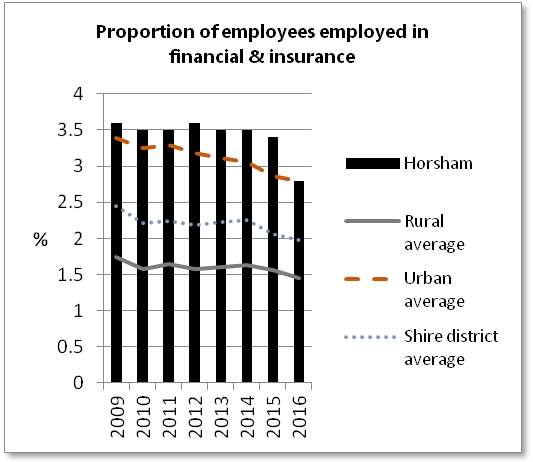 Proportion of employees employed in
financial & insurance
4
3.5
3
2.5
2
1.5
1
0.5
0
%
2009
2010
2011
2012
2013
2014
2015
2016
Horsham
Rural
average
Urban
average
Shire district
average